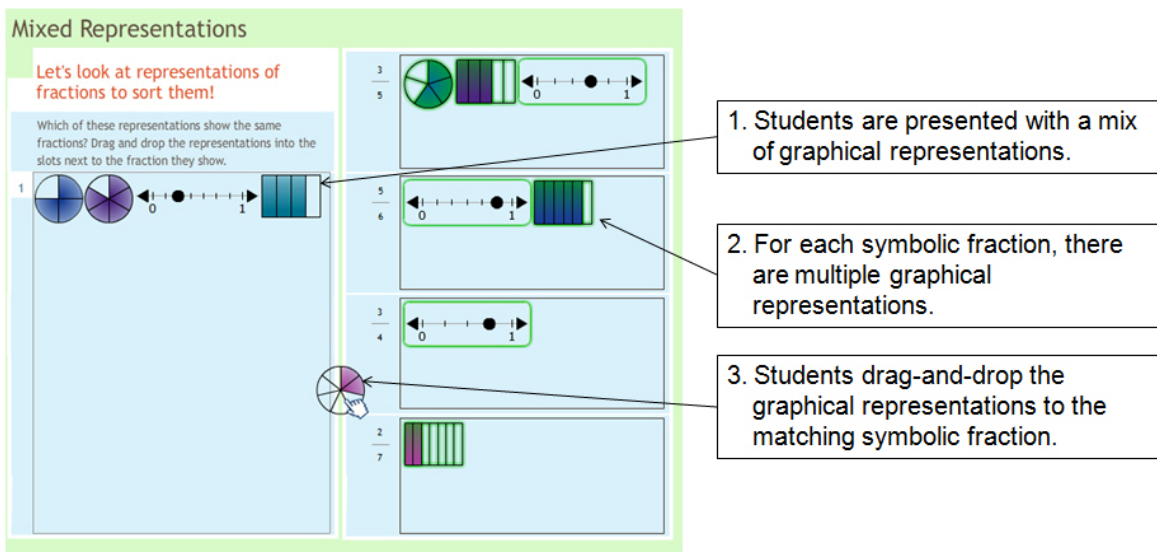 Mixed Representations
Let's look at representations of
fractions to sort them!
Which of these representations show the same
fractions? Drag and drop the representations into the
slots next to the fraction they show.
1
0 1
3
5
0 1
5
6
0 1
3
4
0 1
2
7
1. Students are presented with a mix
of graphical representations.
2. For each symbolic fraction, there
are multiple graphical
representations.
3. Students drag-and-drop the
graphical representations to the
matching symbolic fraction.